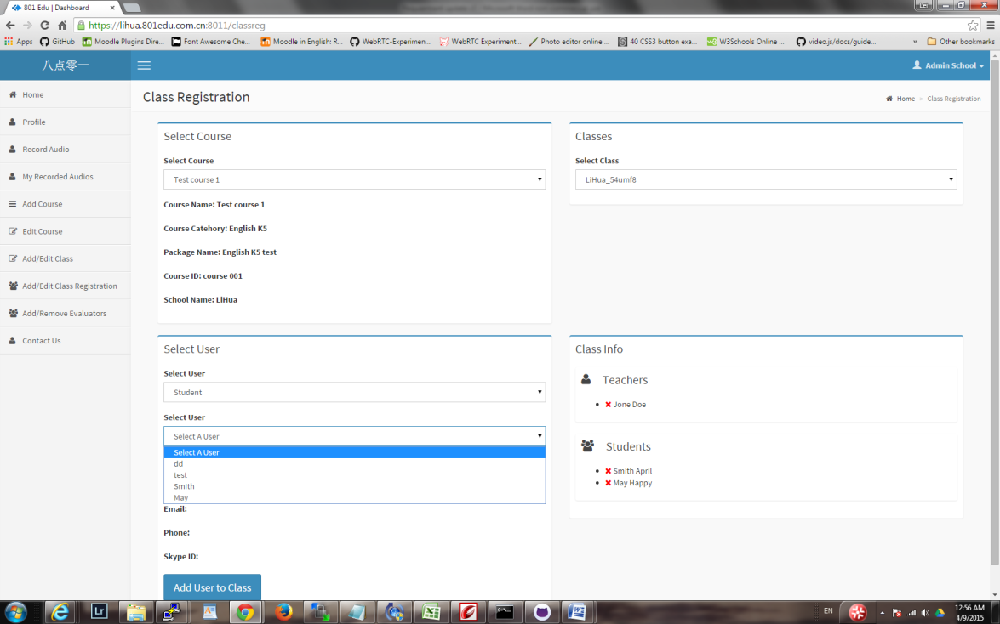 801 Edu | Dashboard
Lei
https://lihua.801edu.com.cn:8011/classreg
Apps GitHub Moodle Plugins Dire... Font Awesome Che... Moodle in English: R... WebRTC-Experimen... WebRTC Experiment... Photo editor online ... 40 CSS3 button exa... W3Schools Online ... video.js/docs/guide... » Other bookmarks
八点零一
Admin School
Home
Profile
Record Audio
My Recorded Audios
Add Course
Edit Course
Add/Edit Class
Add/Edit Class Registration
Add/Remove Evaluators
Contact Us
Class Registration
Home > Class Registration
Select Course
Select Course
Test course 1
Course Name: Test course 1
Course Catehory: English K5
Package Name: English K5 test
Course ID: course 001
School Name: LiHua
Classes
Select Class
LiHua_54umf8
Select User
Select User
Student
Select User
Select A User
Select A User
dd
test
Smith
May
Email:
Phone:
Skype ID:
Add User to Class
Class Info
Teachers
Jone Doe
Students
Smith April
May Happy
Lr
EN
12:56 AM
4/9/2015